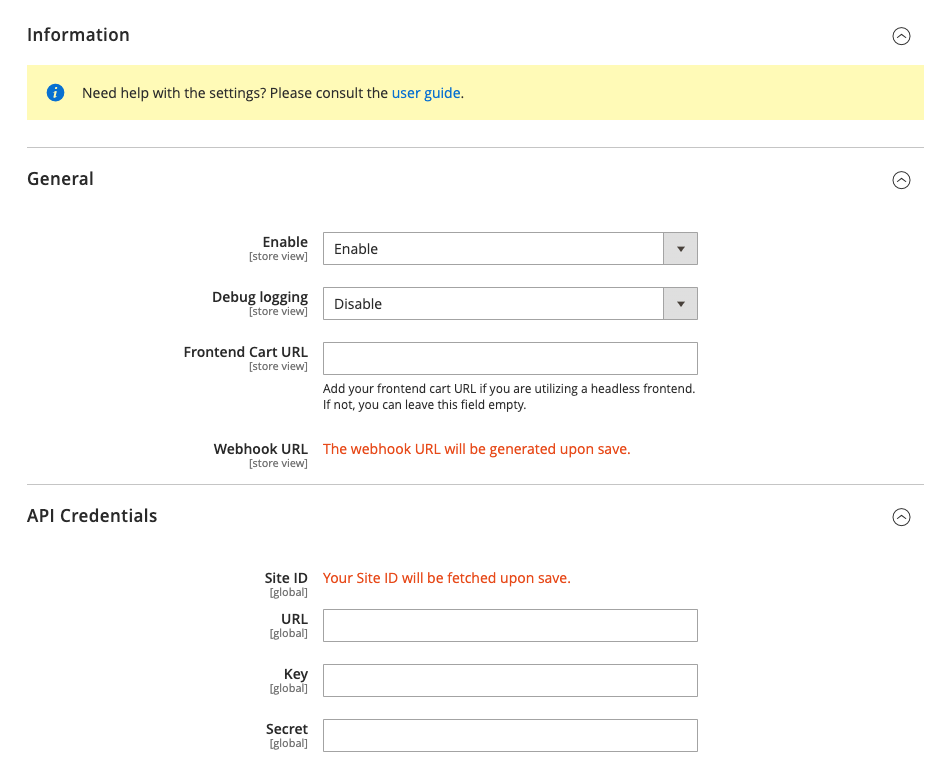 Information
Need help with the settings? Please consult the user guide.
General
Enable
[store view]
Enable
Debug logging
[store view]
Disable
Frontend Cart URL
[store view]
Add your frontend cart URL if you are utilizing a headless frontend.
If not, you can leave this field empty.
Webhook URL
[store view]
The webhook URL will be generated upon save.
API Credentials
Site ID
[global]
Your Site ID will be fetched upon save.
URL
[global]
Key
[global]
Secret
[global]